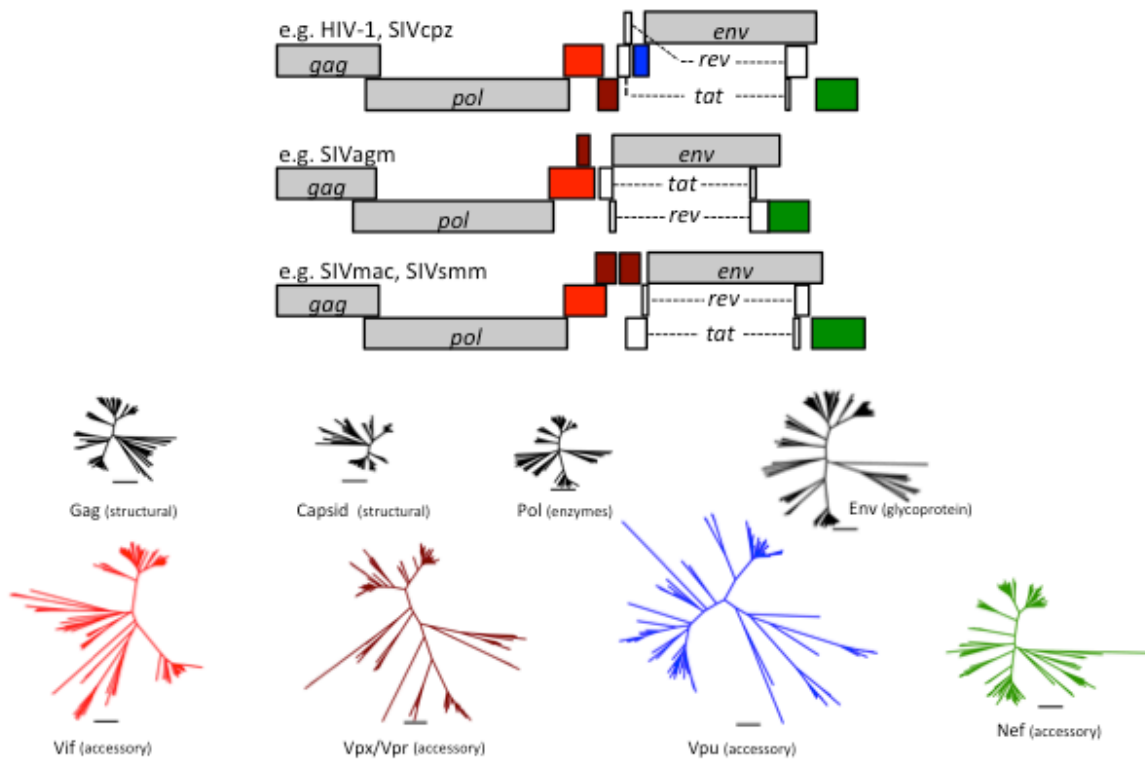 e.g. HIV-1, SIVcpz
env
gag
rev
pol
tat
e.g. SIVagm
env
gag
tat
pol
rev
e.g. SIVmac, SIVsmm
env
gag
rev
pol
tat
Gag (structural)
Capsid (structural)
Pol (enzymes)
Env (glycoprotein)
Vif (accessory)
Vpx/Vpr (accessory)
Vpu (accessory)
Nef (accessory)